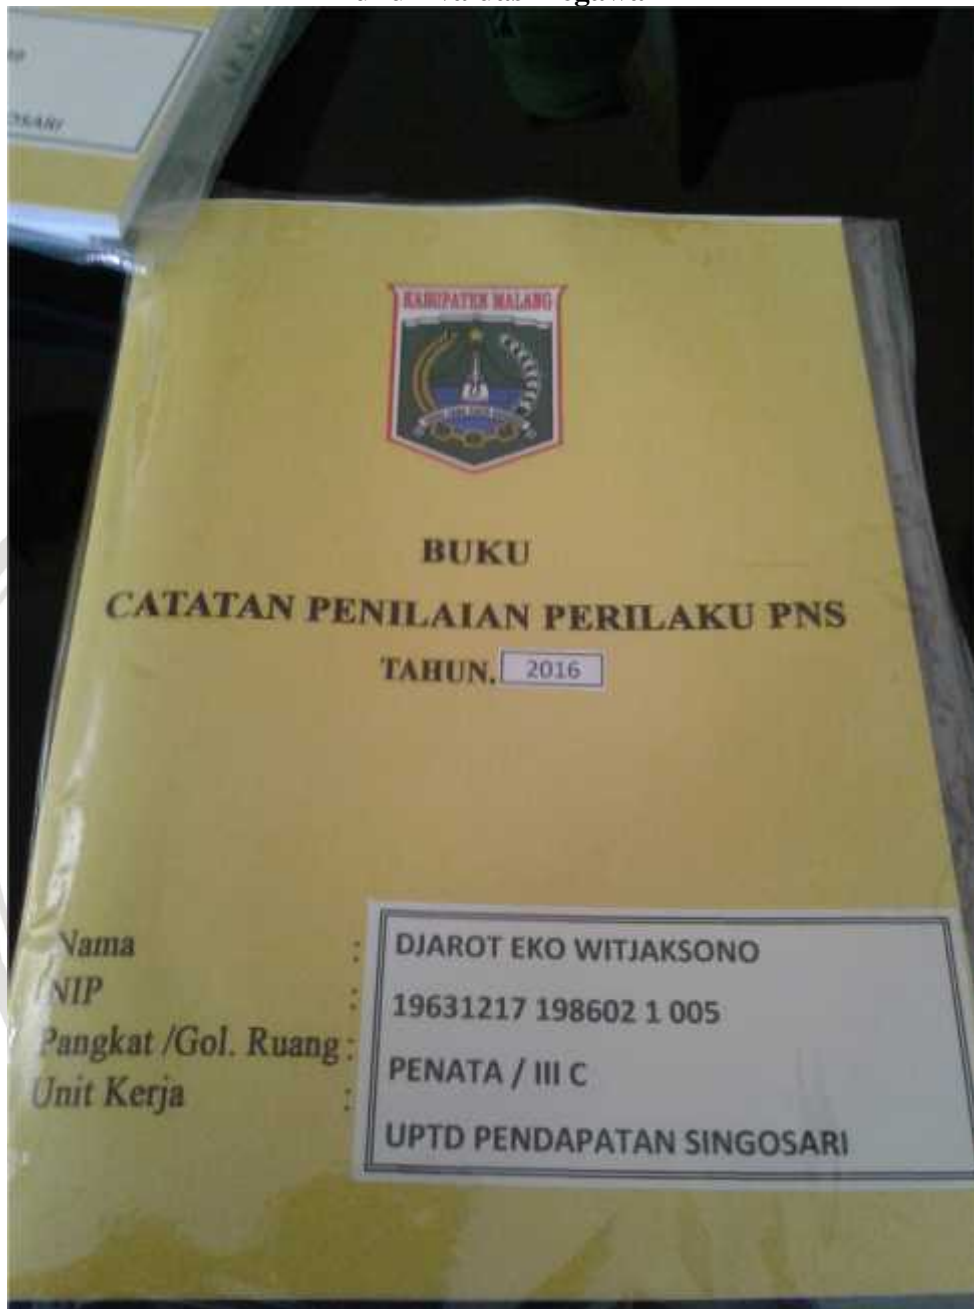 OSARI
KABUPATEN MALANG
BUKU
CATATAN PENILAIAN PERILAKU PNS
TAHUN. 2016
Nama : DJAROT EKO WITJAKSONO
NIP : 19631217 198602 1 005
Pangkat /Gol. Ruang : PENATA / III C
Unit Kerja : UPTD PENDAPATAN SINGOSARI